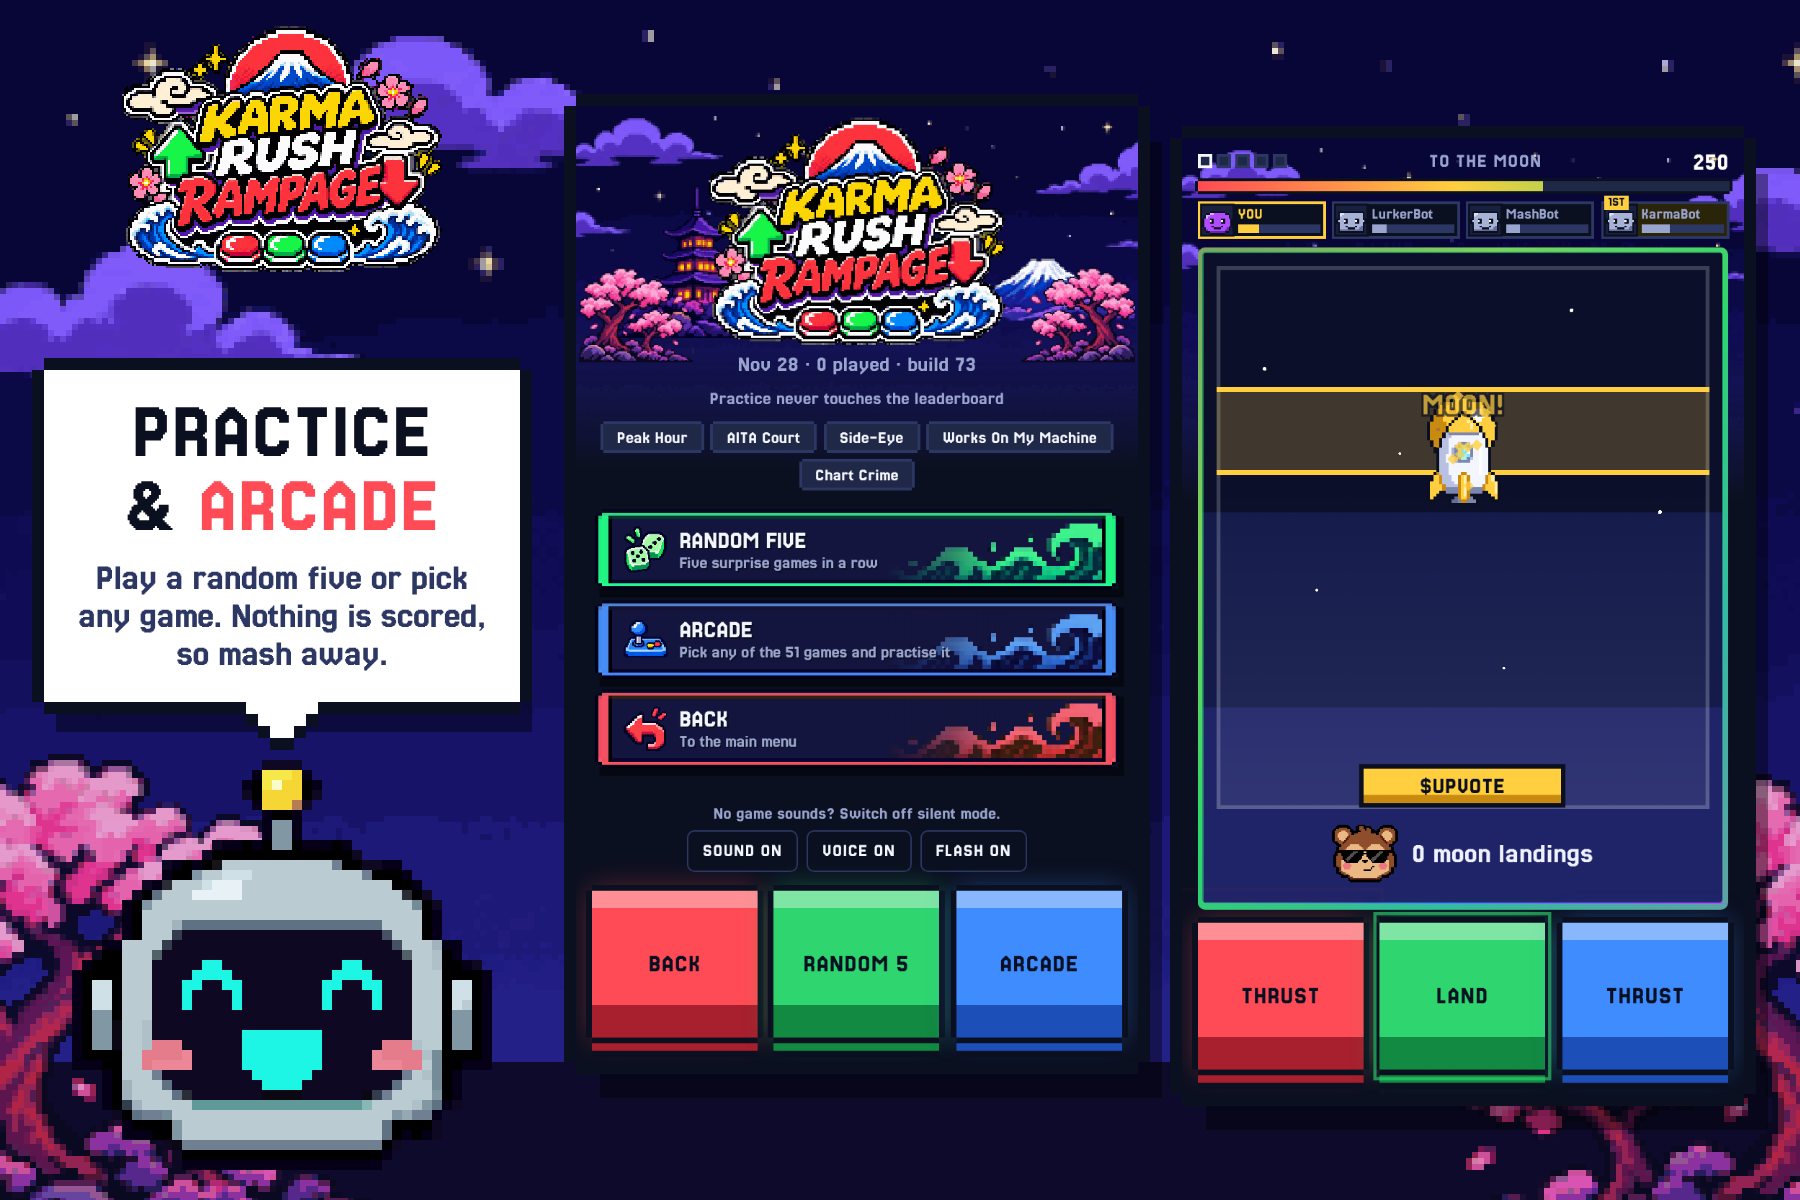 KARMA
RUSH
RAMPAGE
PRACTICE
& ARCADE
Play a random five or pick
any game. Nothing is scored,
so mash away.
KARMA
RUSH
RAMPAGE
Nov 28 · 0 played · build 73
Practice never touches the leaderboard
Peak Hour
AITA Court
Side-Eye
Works On My Machine
Chart Crime
RANDOM FIVE
Five surprise games in a row
ARCADE
Pick any of the 51 games and practise it
BACK
To the main menu
No game sounds? Switch off silent mode.
SOUND ON
VOICE ON
FLASH ON
BACK
RANDOM 5
ARCADE
TO THE MOON
250
YOU
LurkerBot
MashBot
1ST
KarmaBot
MOON!
$UPVOTE
0 moon landings
THRUST
LAND
THRUST